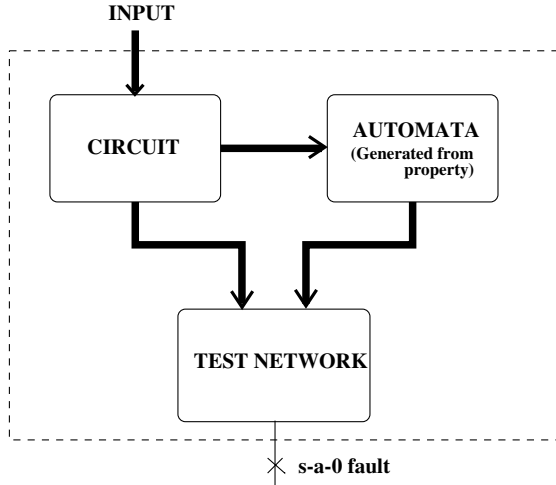 INPUT
CIRCUIT
AUTOMATA
(Generated from
property)
TEST NETWORK
s-a-0 fault